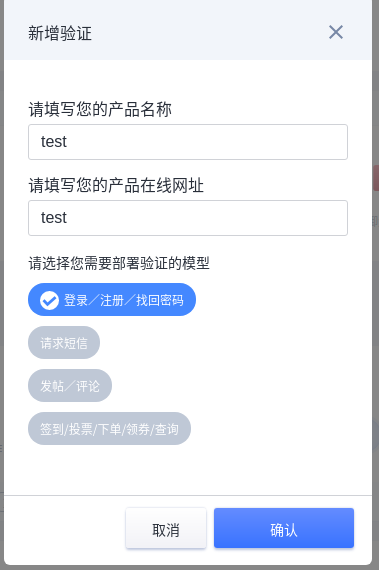 新增验证
请填写您的产品名称
test
请填写您的产品在线网址
test
请选择您需要部署验证的模型
登录／注册／找回密码
请求短信
发帖／评论
签到/投票/下单/领券/查询
取消
确认